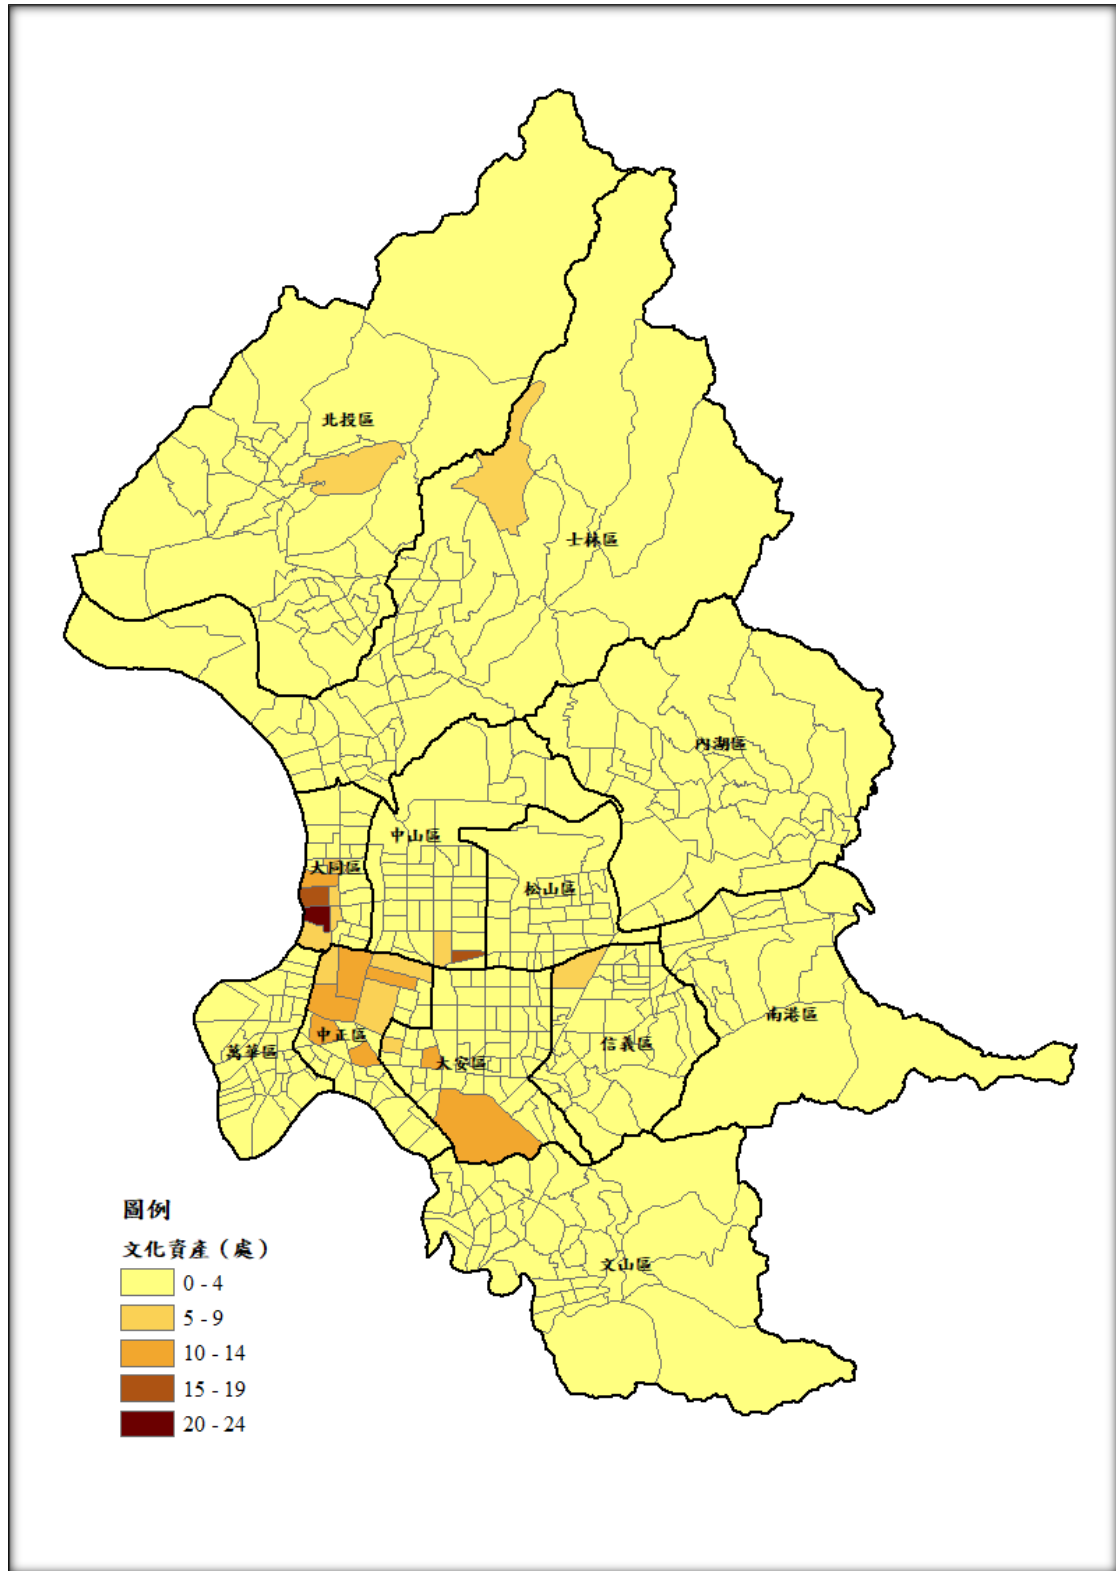 北投區
士林區
內湖區
中山區
大同區
松山區
南港區
中正區
信義區
萬華區
大安區
文山區
圖例
文化資產（處）
0 - 4
5 - 9
10 - 14
15 - 19
20 - 24